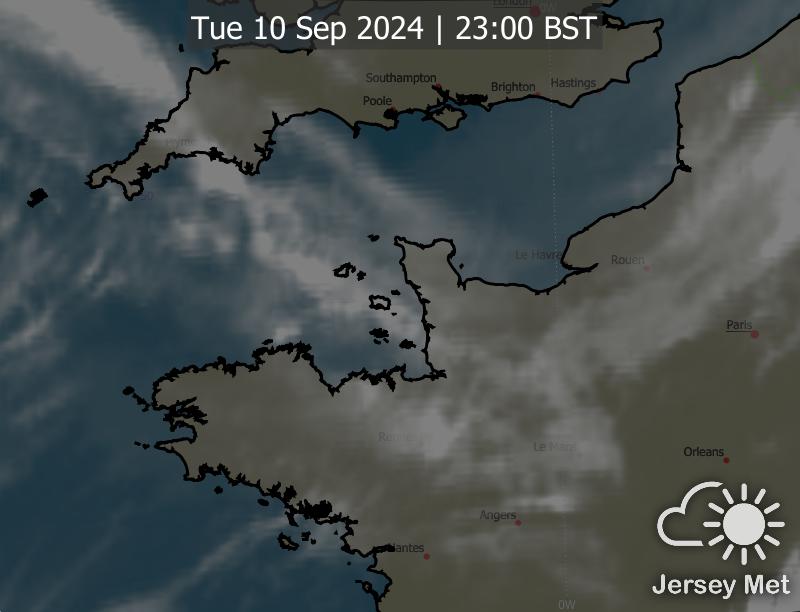 London
Tue 10 Sep 2024 | 23:00 BST
Southampton
Brighton
Hastings
Poole
Le Havre
Rouen
Paris
Rennes
Le Mans
Orleans
Angers
Nantes
Jersey Met
0W